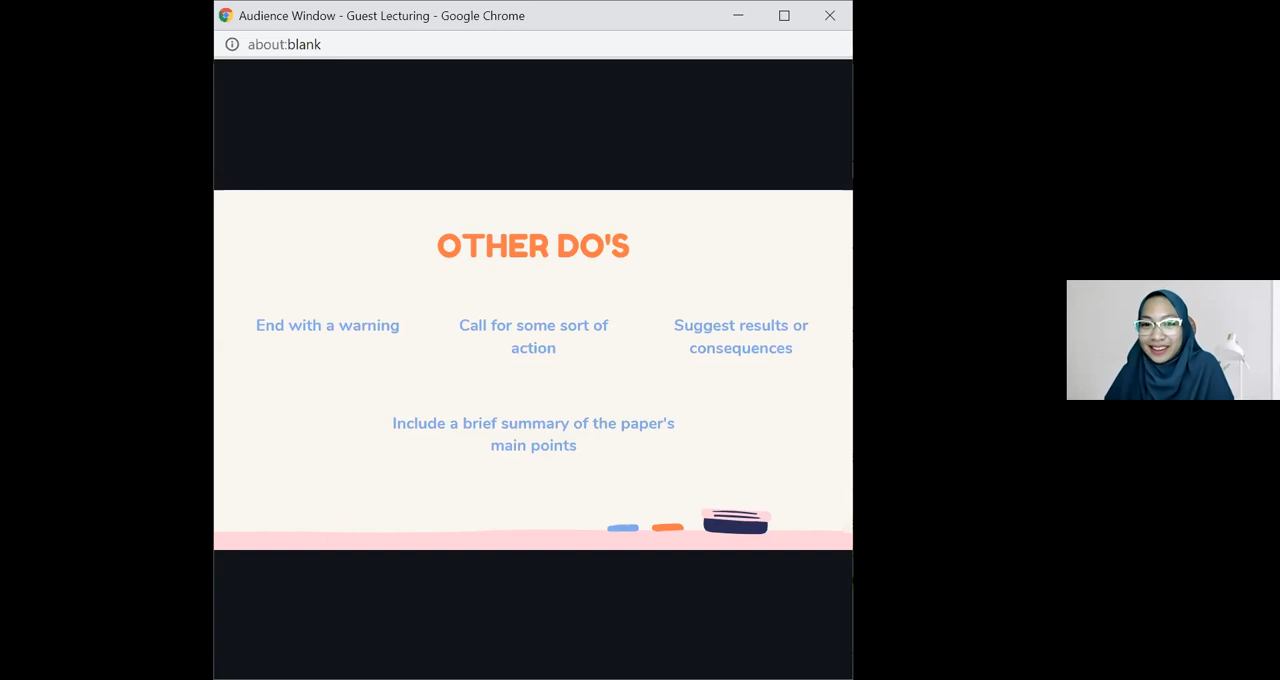 Audience Window - Guest Lecturing - Google Chrome
about:blank
OTHER DO'S
End with a warning
Call for some sort of
action
Suggest results or
consequences
Include a brief summary of the paper's
main points